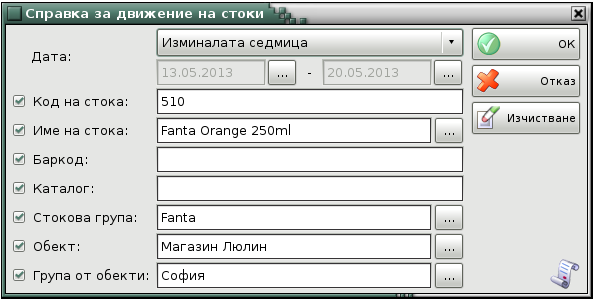 Справка за движение на стоки
Дата: Изминалата седмица
13.05.2013 ... - 20.05.2013 ...
Код на стока: 510
Име на стока: Fanta Orange 250ml ...
Баркод:
Каталог:
Стокова група: Fanta ...
Обект: Магазин Люлин ...
Група от обекти: София ...
OK
Отказ
Изчистване